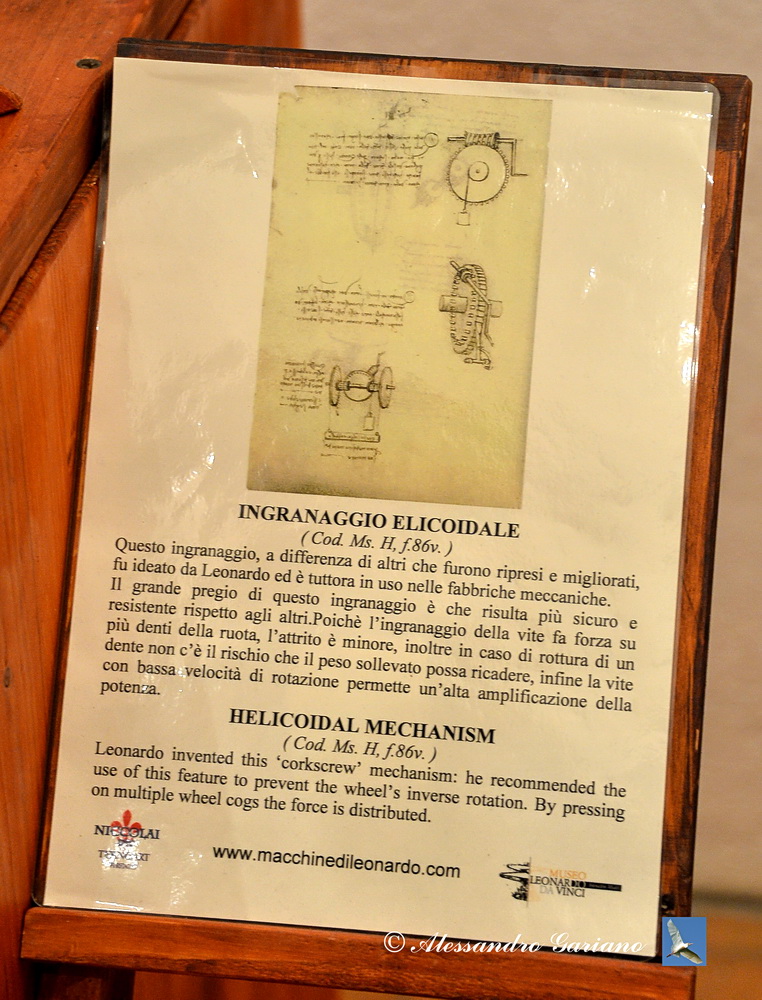 INGRANAGGIO ELICOIDALE
( Cod. Ms. H, f.86v. )
Questo ingranaggio, a differenza di altri che furono ripresi e migliorati,
fu ideato da Leonardo ed è tuttora in uso nelle fabbriche meccaniche.
Il grande pregio di questo ingranaggio è che risulta più sicuro e
resistente rispetto agli altri.Poichè l'ingranaggio della vite fa forza su
più denti della ruota, l'attrito è minore, inoltre in caso di rottura di un
dente non c'è il rischio che il peso sollevato possa ricadere, infine la vite
con bassa velocità di rotazione permette un'alta amplificazione della
potenza.
HELICOIDAL MECHANISM
( Cod. Ms. H, f.86v. )
Leonardo invented this 'corkscrew' mechanism: he recommended the
use of this feature to prevent the wheel's inverse rotation. By pressing
on multiple wheel cogs the force is distributed.
NICCOLAI
www.macchinedileonardo.com
MUSEO
LEONARDO
DA VINCI
© Alessandro Gariano